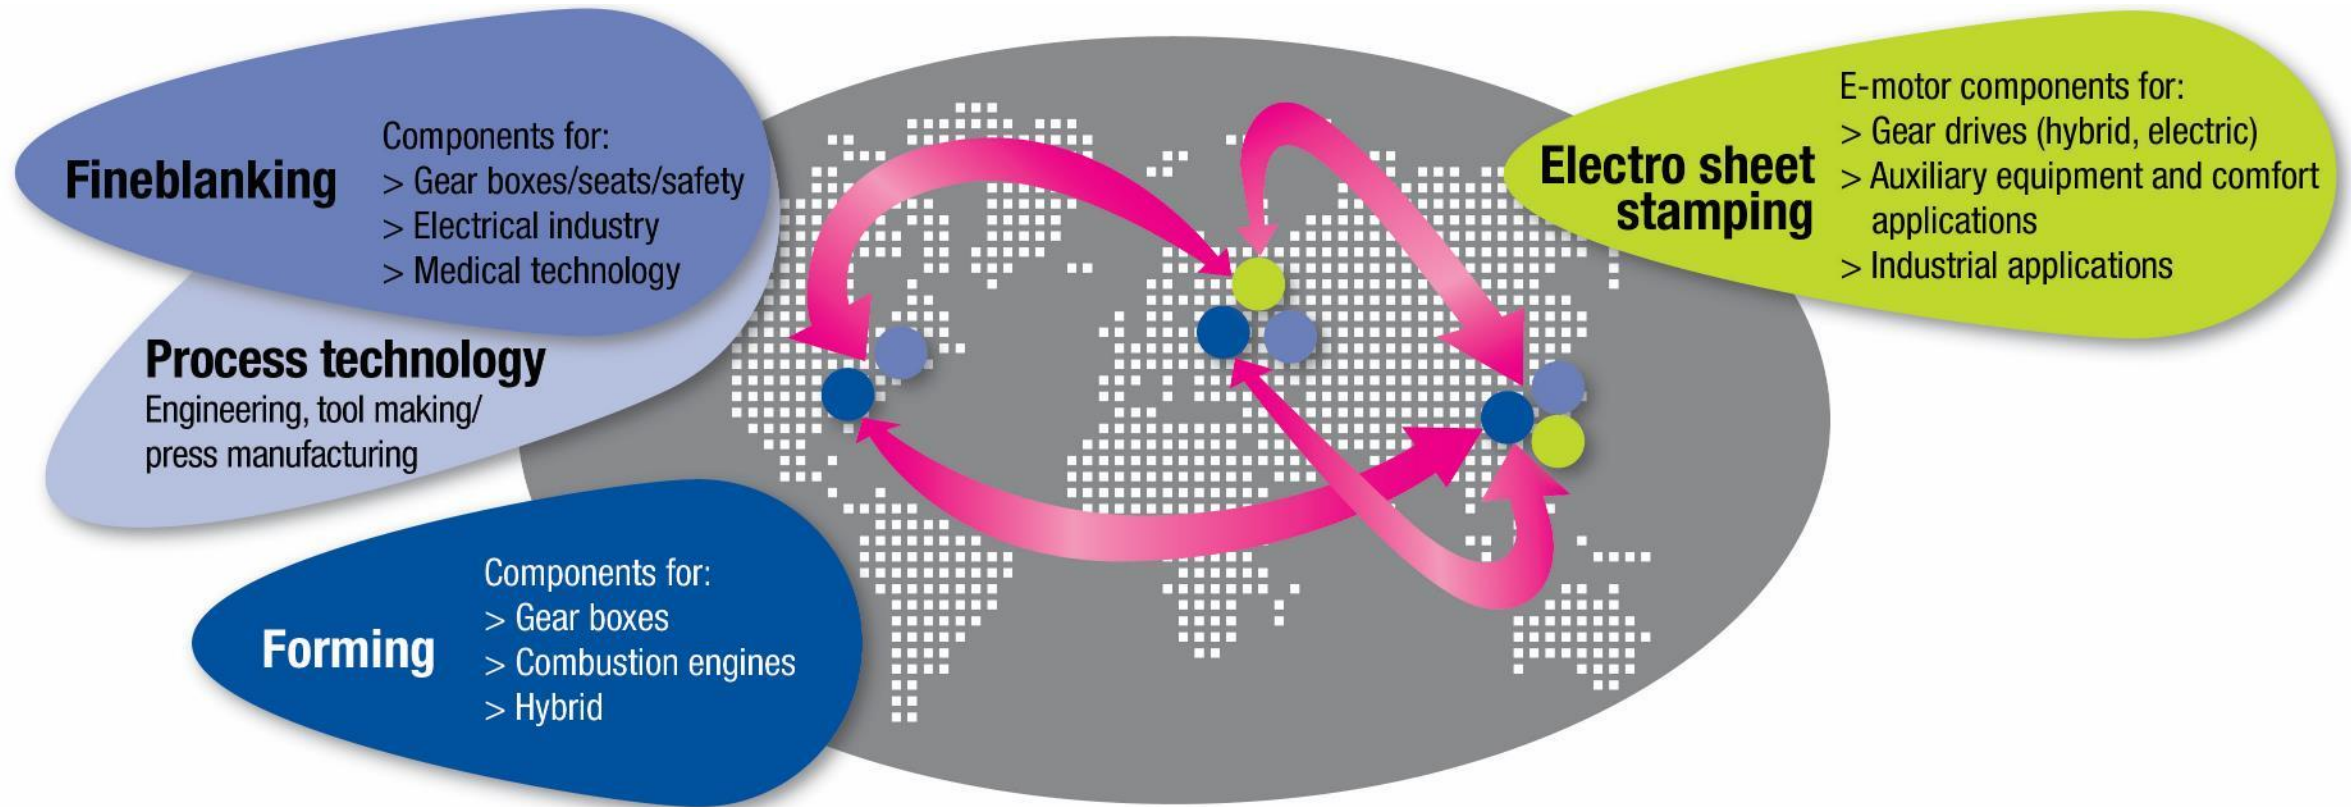 Fineblanking
Components for:
> Gear boxes/seats/safety
> Electrical industry
> Medical technology
Process technology
Engineering, tool making/
press manufacturing
Forming
Components for:
> Gear boxes
> Combustion engines
> Hybrid
Electro sheet
stamping
E-motor components for:
> Gear drives (hybrid, electric)
> Auxiliary equipment and comfort
applications
> Industrial applications